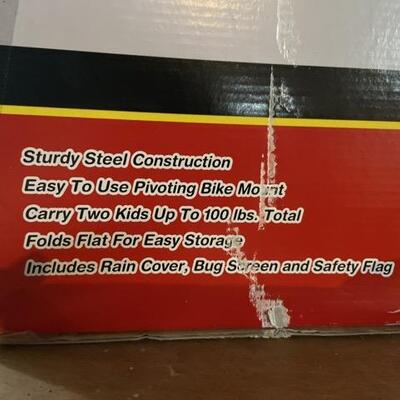 Sturdy Steel Construction
Easy To Use Pivoting Bike Mount
Carry Two Kids Up To 100 lbs. Total
Folds Flat For Easy Storage
Includes Rain Cover, Bug Screen and Safety Flag